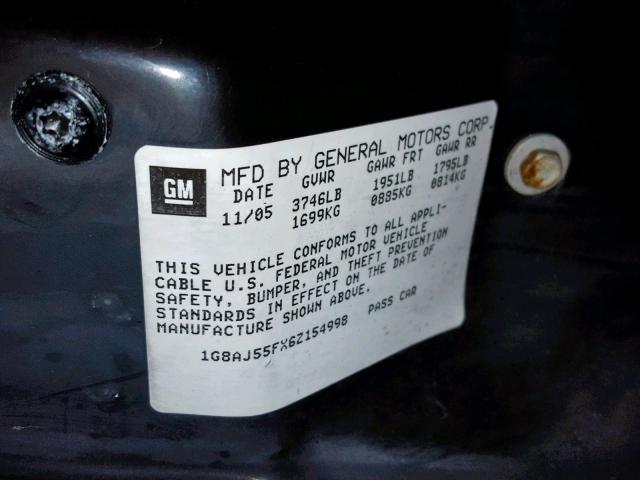 GM
MFD BY GENERAL MOTORS CORP.
DATE GVWR GAWR FRT GAWR RR
11/05 3746LB 1951LB 1795LB
1699KG 0885KG 0814KG
THIS VEHICLE CONFORMS TO ALL APPLI-
CABLE U.S. FEDERAL MOTOR VEHICLE
SAFETY, BUMPER, AND THEFT PREVENTION
STANDARDS IN EFFECT ON THE DATE OF
MANUFACTURE SHOWN ABOVE.
1G8AJ55FX6Z154998 PASS CAR